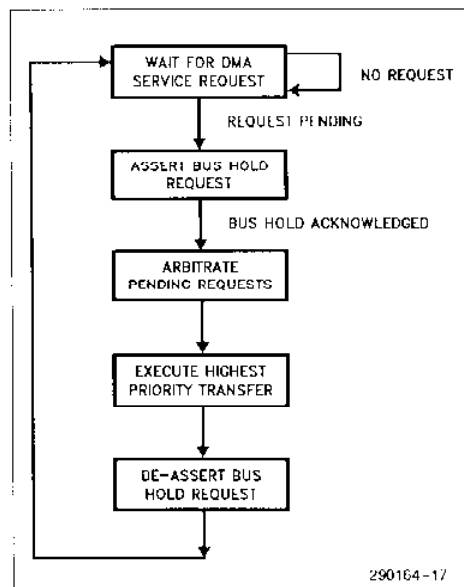 WAIT FOR DMA
SERVICE REQUEST
NO REQUEST
REQUEST PENDING
ASSERT BUS HOLD
REQUEST
BUS HOLD ACKNOWLEDGED
ARBITRATE
PENDING REQUESTS
EXECUTE HIGHEST
PRIORITY TRANSFER
DE-ASSERT BUS
HOLD REQUEST
290164-17